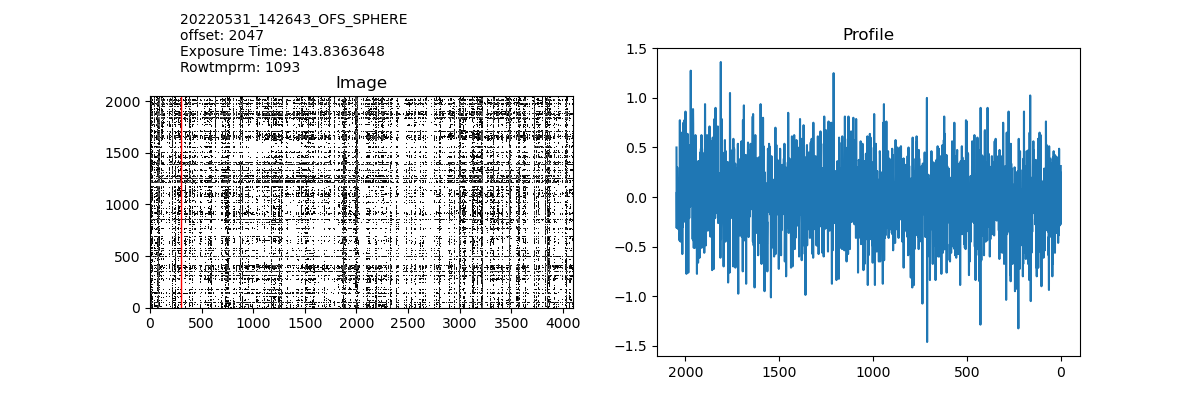 20220531_142643_OFS_SPHERE
offset: 2047
Exposure Time: 143.8363648
Rowtmprm: 1093
Image
2000
1500
1000
500
0
0 500 1000 1500 2000 2500 3000 3500 4000
Profile
1.5
1.0
0.5
0.0
−0.5
−1.0
−1.5
2000 1500 1000 500 0